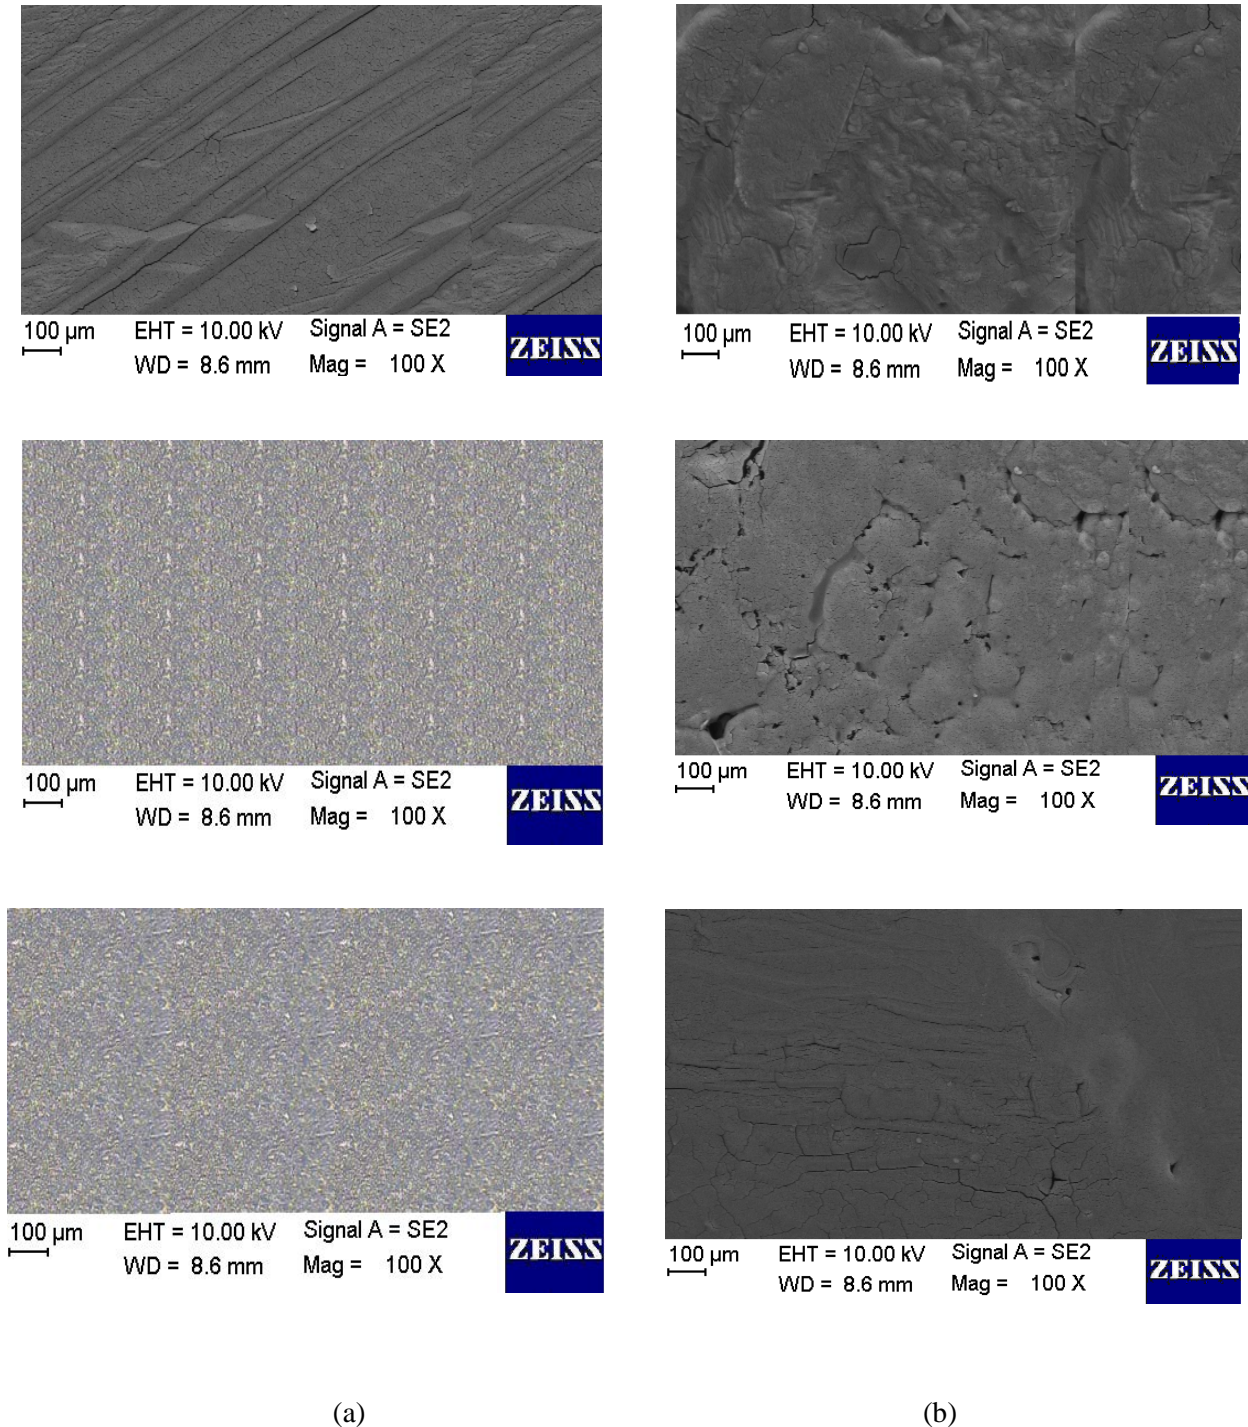 100 µm EHT = 10.00 kV Signal A = SE2 ZEISS
WD = 8.6 mm Mag = 100 X
100 µm EHT = 10.00 kV Signal A = SE2 ZEISS
WD = 8.6 mm Mag = 100 X
100 µm EHT = 10.00 kV Signal A = SE2 ZEISS
WD = 8.6 mm Mag = 100 X
100 µm EHT = 10.00 kV Signal A = SE2 ZEISS
WD = 8.6 mm Mag = 100 X
100 µm EHT = 10.00 kV Signal A = SE2 ZEISS
WD = 8.6 mm Mag = 100 X
100 µm EHT = 10.00 kV Signal A = SE2 ZEISS
WD = 8.6 mm Mag = 100 X
(a) (b)